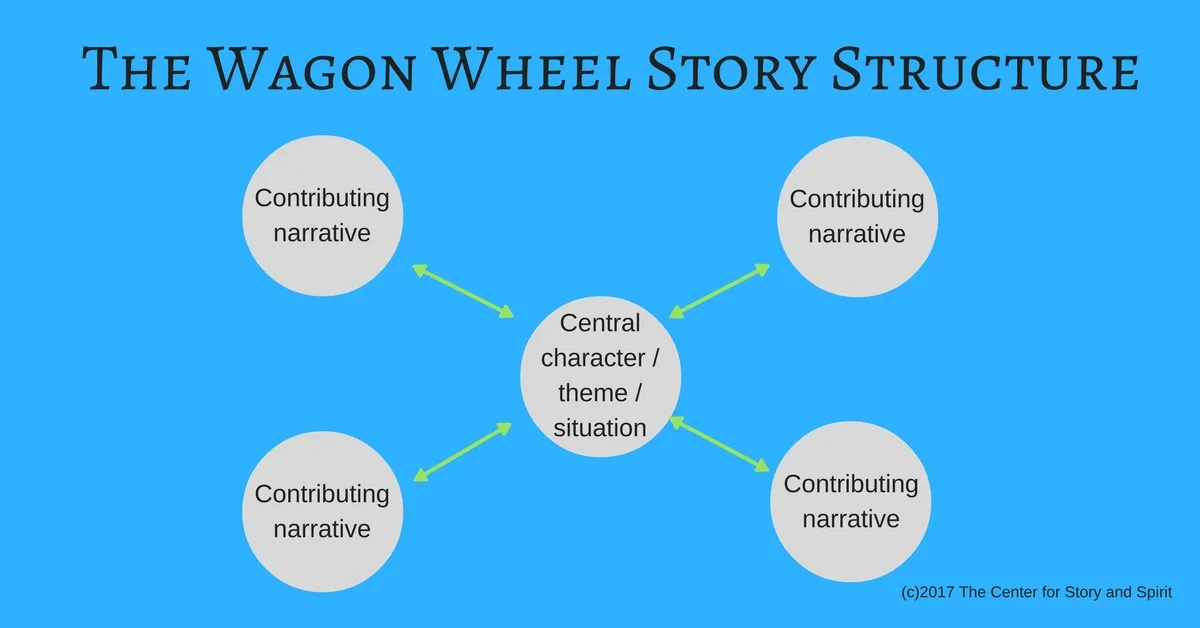 The Wagon Wheel Story Structure
Contributing
narrative
Contributing
narrative
Central
character /
theme /
situation
Contributing
narrative
Contributing
narrative
(c)2017 The Center for Story and Spirit